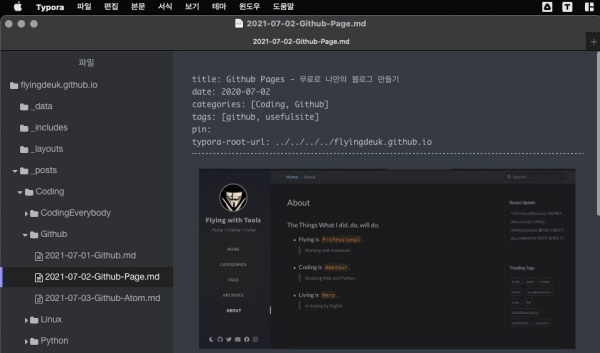 Typora 파일 편집 본문 서식 보기 테마 윈도우 도움말
2021-07-02-Github-Page.md
2021-07-02-Github-Page.md
파일
flyingdeuk.github.io
_data
_includes
_layouts
_posts
Coding
CodingEverybody
Github
2021-07-01-Github.md
2021-07-02-Github-Page.md
2021-07-03-Github-Atom.md
Linux
Python
title: Github Pages - 무료로 나만의 블로그 만들기
date: 2020-07-02
categories: [Coding, Github]
tags: [github, usefulsite]
pin:
typora-root-url: ../../../../flyingdeuk.github.io
Flying with Tools
Flying + Coding + Living
HOME
CATEGORIES
TAGS
ARCHIVES
ABOUT
Home › About
Search...
About
The Things What I did, do, will do.
Flying is Professional.
Working with Incumbent
Coding is Amateur.
Studying Web and Python
Living is Hero.
In Analog by Digital
Recent Update
Trending Tags